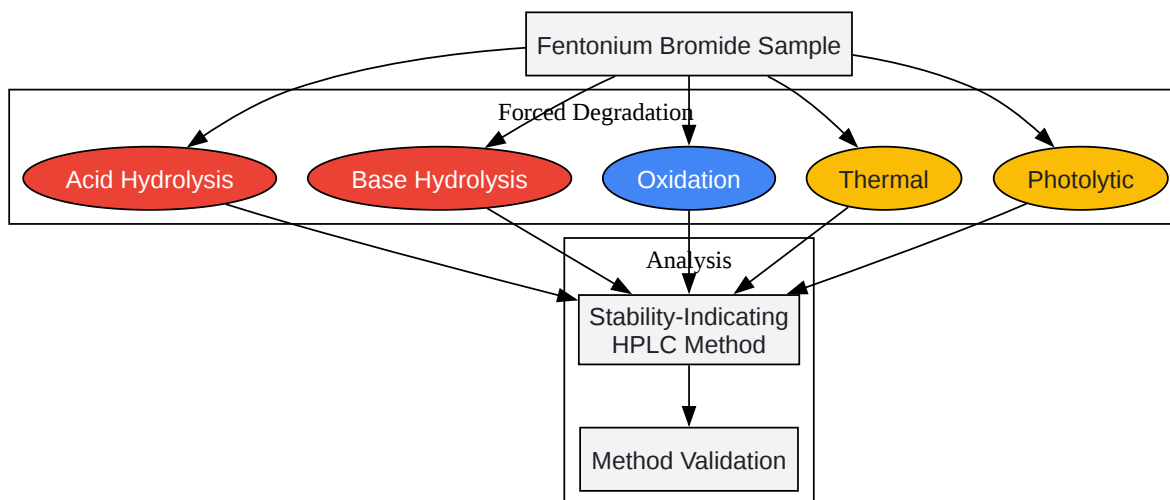 Fentonium Bromide Sample
Forced Degradation
Acid Hydrolysis
Base Hydrolysis
Oxidation
Thermal
Photolytic
Analysis
Stability-Indicating
HPLC Method
Method Validation